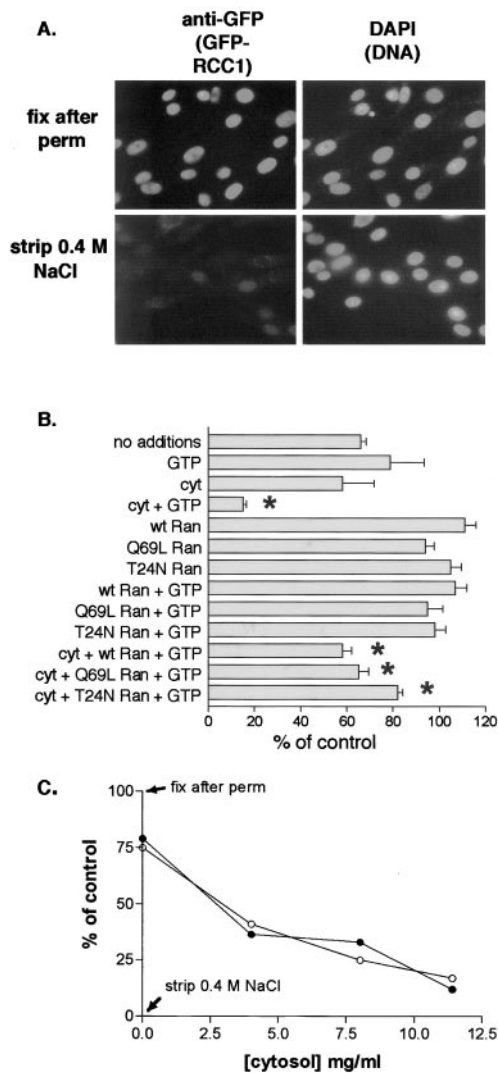 A.
anti-GFP
(GFP-
RCC1)
DAPI
(DNA)
fix after
perm
strip 0.4 M
NaCl
B.
no additions
GTP
cyt
cyt + GTP
*
wt Ran
Q69L Ran
T24N Ran
wt Ran + GTP
Q69L Ran + GTP
T24N Ran + GTP
cyt + wt Ran + GTP
*
cyt + Q69L Ran + GTP
*
cyt + T24N Ran + GTP
*
0 20 40 60 80 100 120
% of control
C.
100
fix after perm
75
% of control
50
25
strip 0.4 M NaCl
0
0.0 2.5 5.0 7.5 10.0 12.5
[cytosol] mg/ml